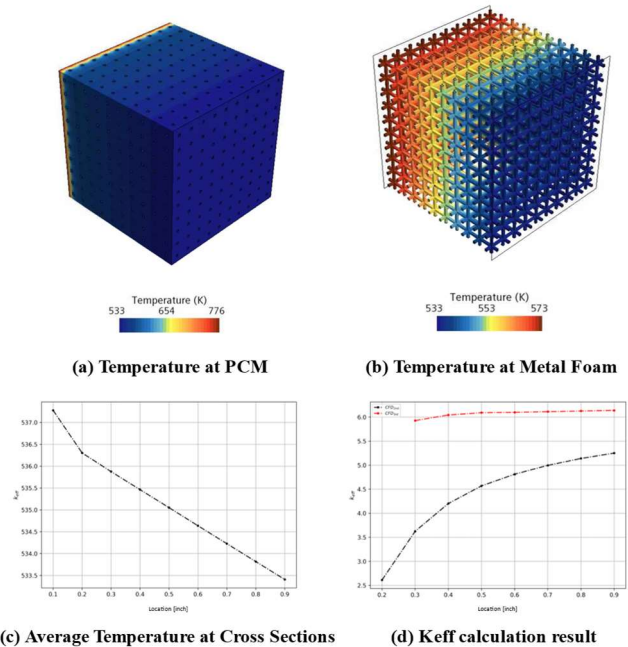 Temperature (K)
533 654 776
Temperature (K)
533 553 573
(a) Temperature at PCM
(b) Temperature at Metal Foam
537.0
536.5
536.0
535.5
535.0
534.5
534.0
533.5
0.1 0.2 0.3 0.4 0.5 0.6 0.7 0.8 0.9
Location [inch]
6.0
5.5
5.0
4.5
4.0
3.5
3.0
2.5
0.2 0.3 0.4 0.5 0.6 0.7 0.8 0.9
Location [inch]
(c) Average Temperature at Cross Sections
(d) Keff calculation result